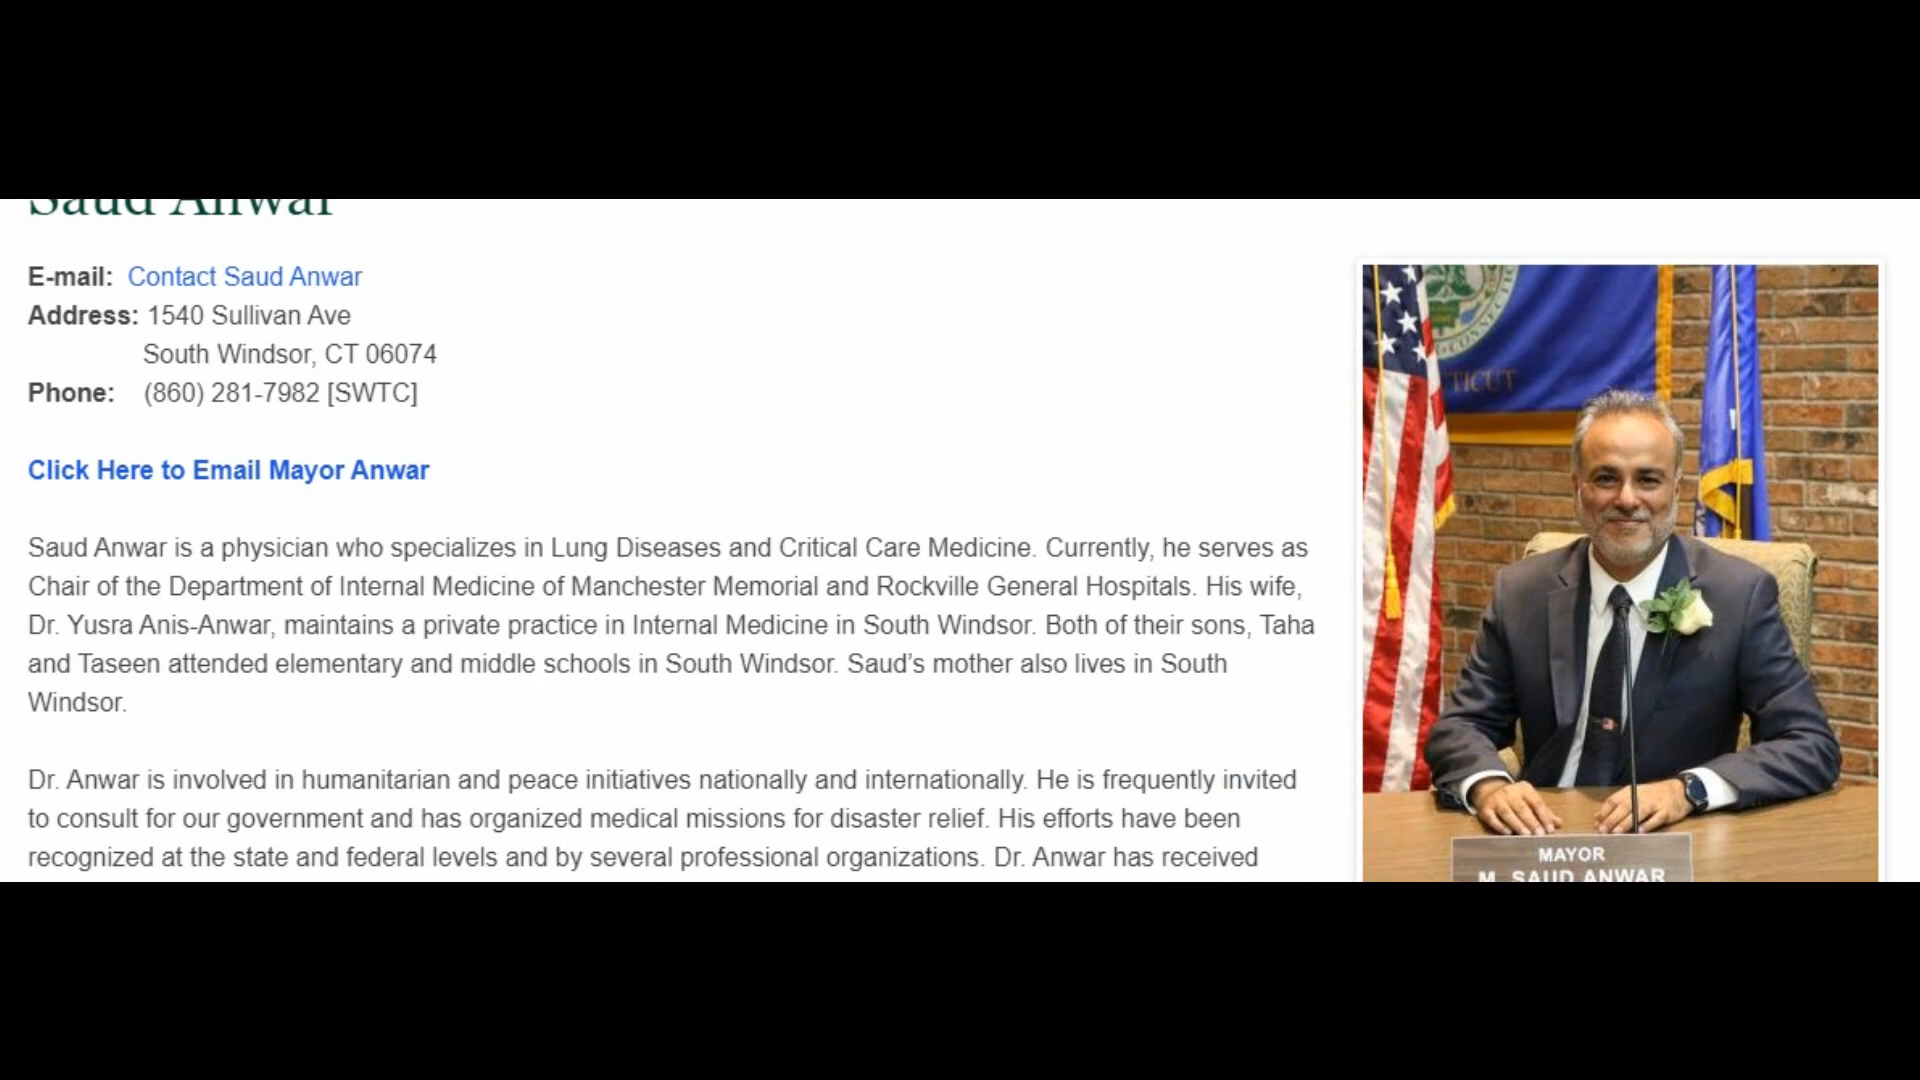 Saud Anwar
E-mail: Contact Saud Anwar
Address: 1540 Sullivan Ave
South Windsor, CT 06074
Phone: (860) 281-7982 [SWTC]
Click Here to Email Mayor Anwar
Saud Anwar is a physician who specializes in Lung Diseases and Critical Care Medicine. Currently, he serves as
Chair of the Department of Internal Medicine of Manchester Memorial and Rockville General Hospitals. His wife,
Dr. Yusra Anis-Anwar, maintains a private practice in Internal Medicine in South Windsor. Both of their sons, Taha
and Taseen attended elementary and middle schools in South Windsor. Saud’s mother also lives in South
Windsor.
Dr. Anwar is involved in humanitarian and peace initiatives nationally and internationally. He is frequently invited
to consult for our government and has organized medical missions for disaster relief. His efforts have been
recognized at the state and federal levels and by several professional organizations. Dr. Anwar has received
TICUT
MAYOR
M. SAUD ANWAR